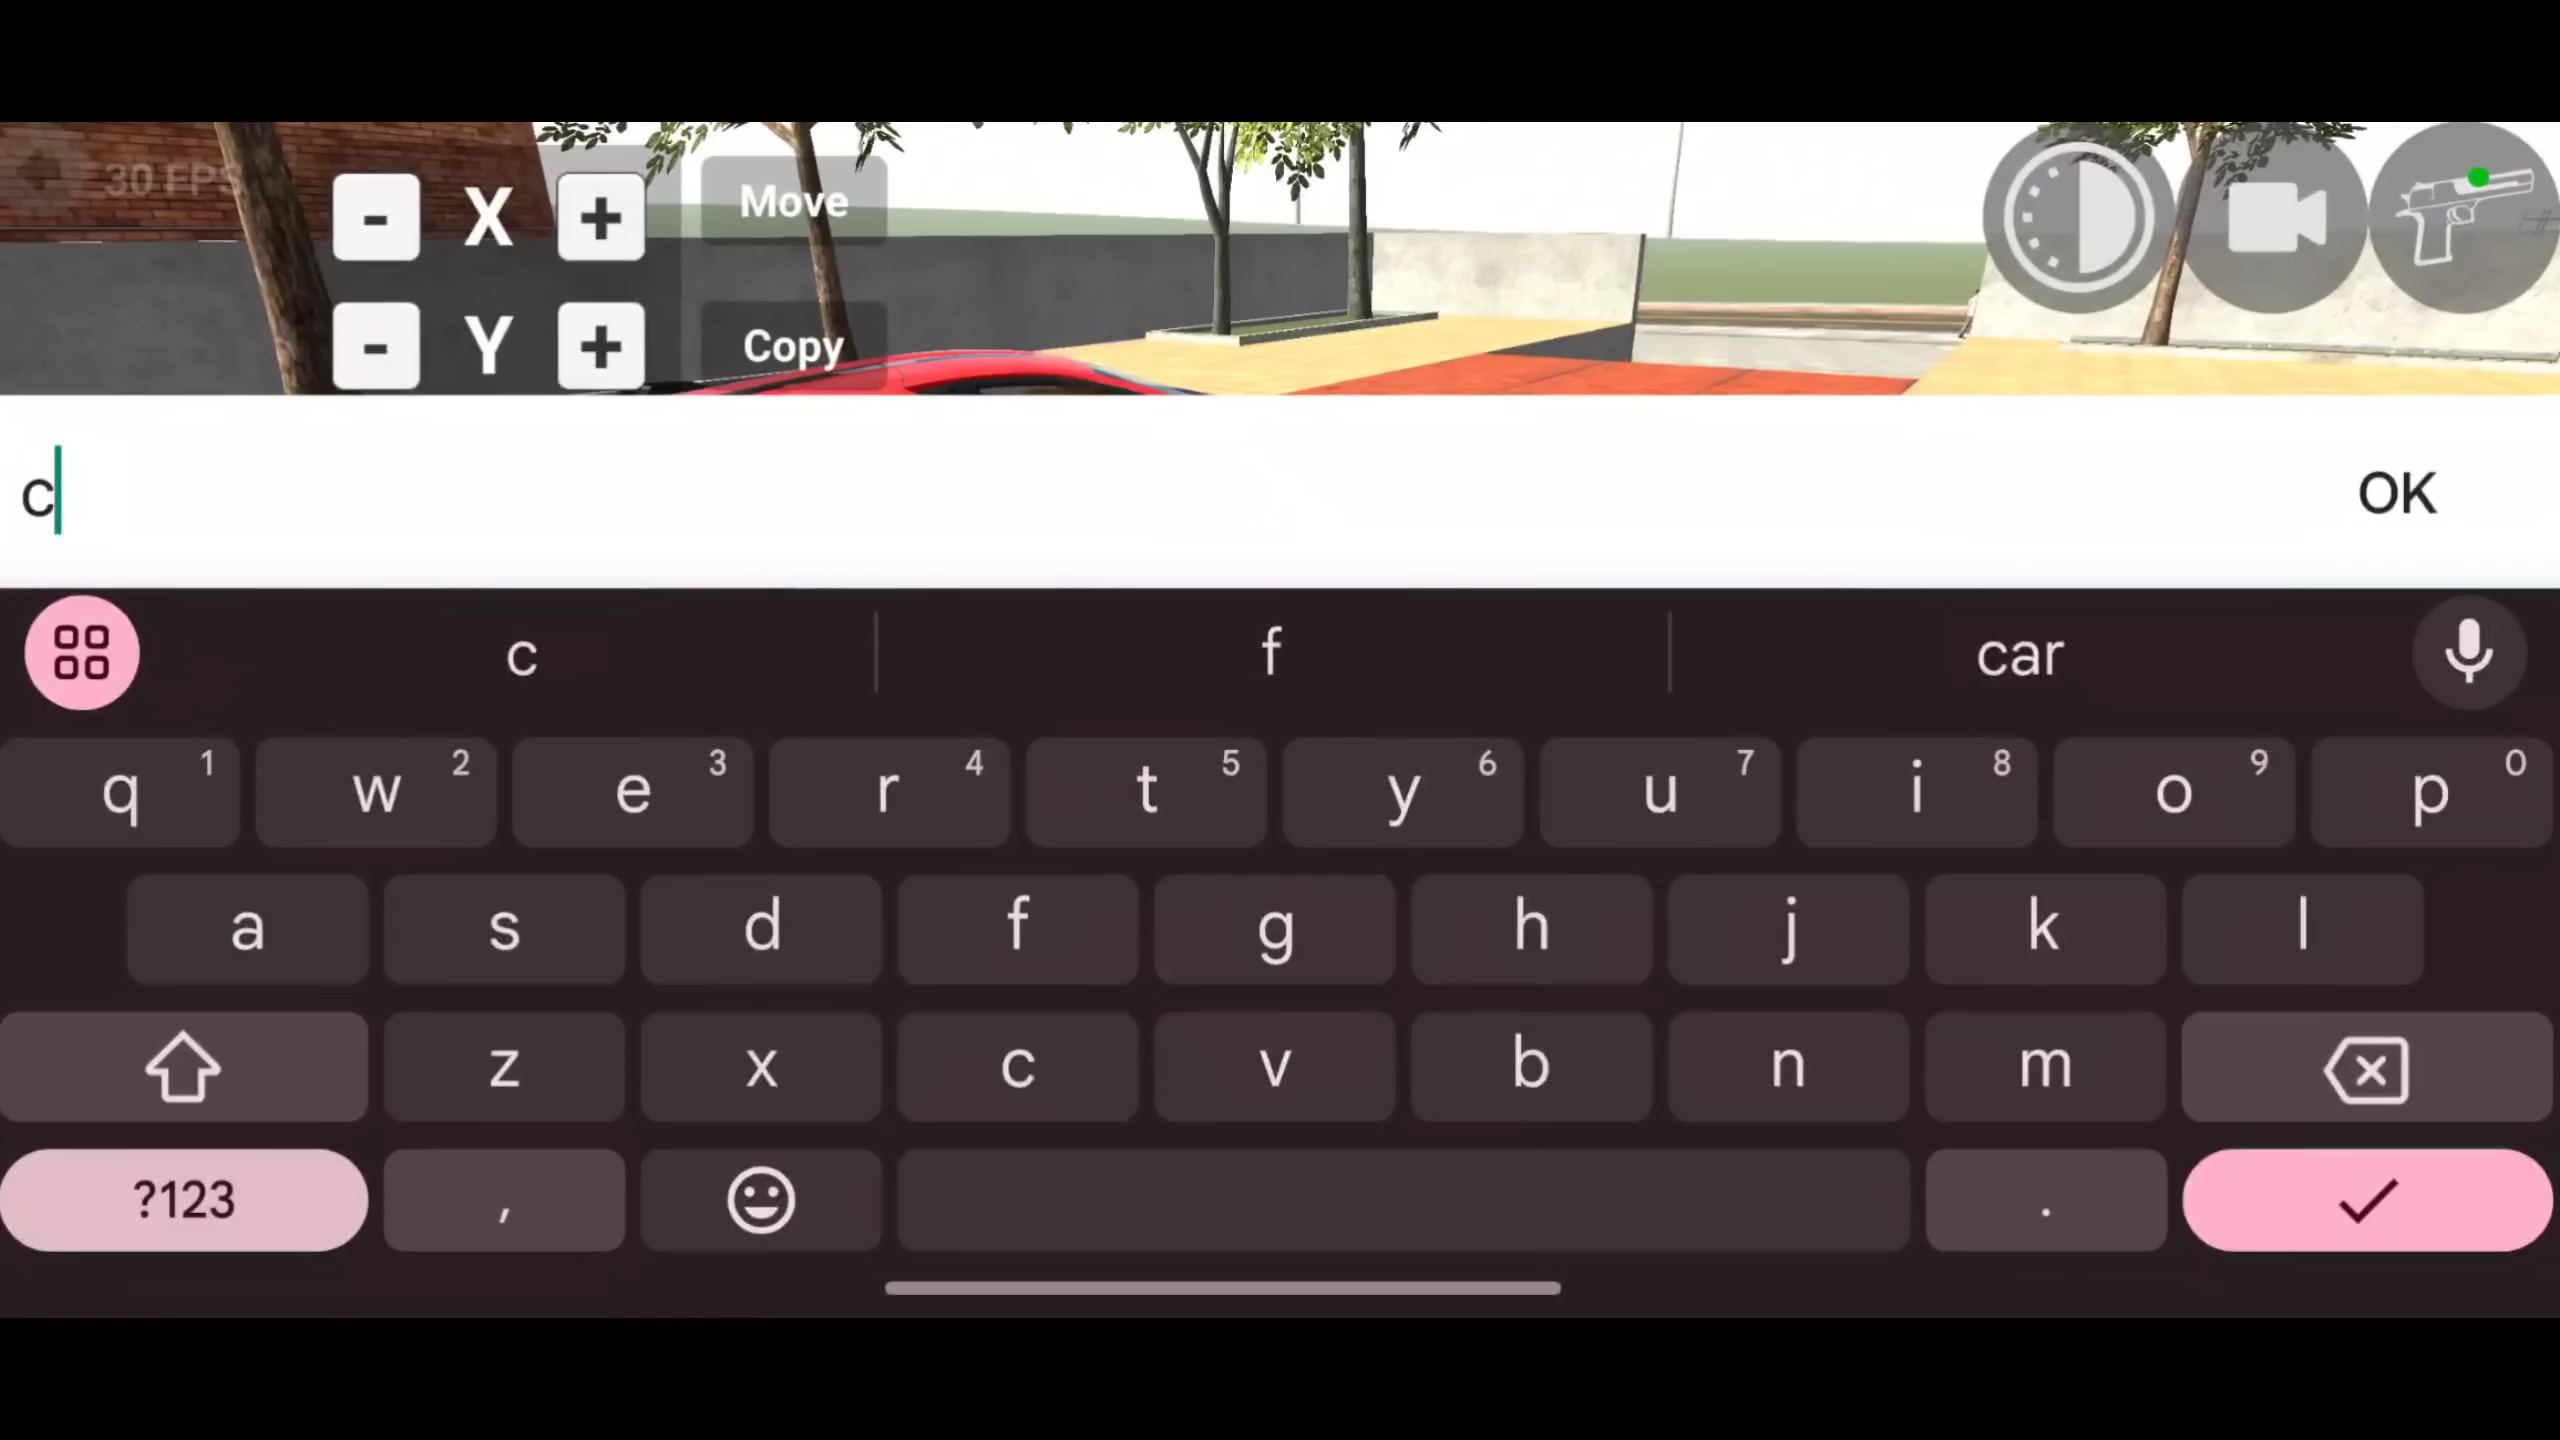 30 FPS
- X + Move
- Y + Copy
c OK
c f car
q 1 w 2 e 3 r 4 t 5 y 6 u 7 i 8 o 9 p 0
a s d f g h j k l
z x c v b n m
?123 , .